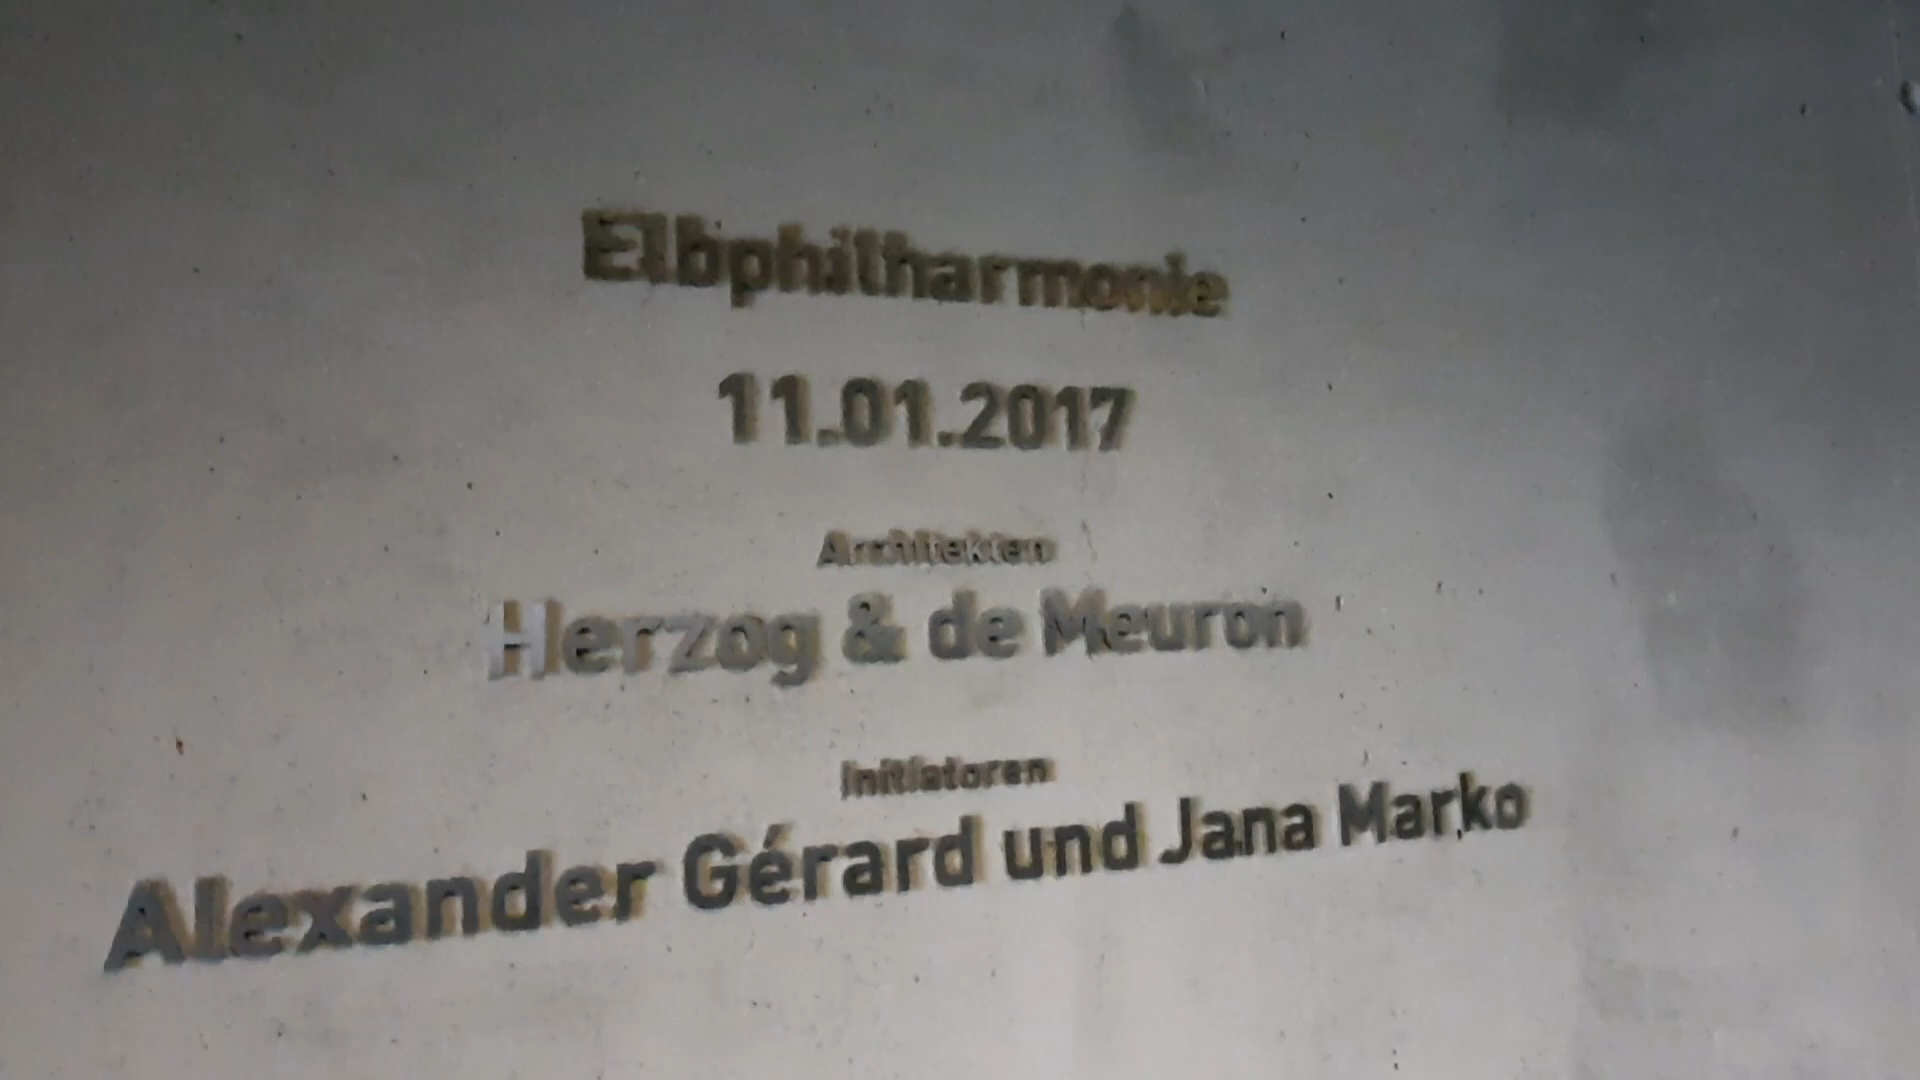 Elbphilharmonie
11.01.2017
Architekten
Herzog & de Meuron
Initiatoren
Alexander Gérard und Jana Marko